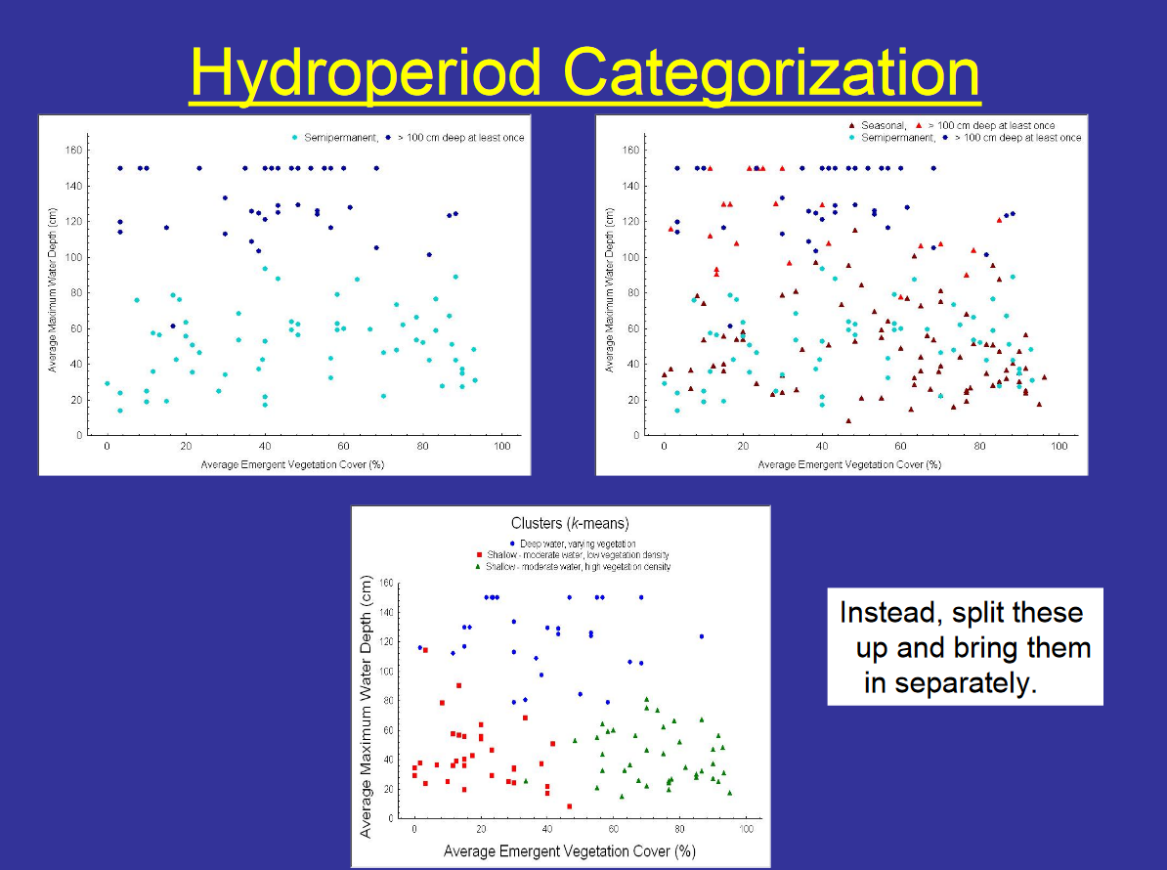 Hydroperiod Categorization
Semipermanent, > 100 cm deep at least once
160
140
120
100
80
60
40
20
0
Average Maximum Water Depth (cm)
0 20 40 60 80 100
Average Emergent Vegetation Cover (%)
Seasonal, > 100 cm deep at least once
Semipermanent, > 100 cm deep at least once
160
140
120
100
80
60
40
20
0
Average Maximum Water Depth (cm)
0 20 40 60 80 100
Average Emergent Vegetation Cover (%)
Clusters (k-means)
Deep water, varying vegetation
Shallow - moderate water, low vegetation density
Shallow - moderate water, high vegetation density
160
140
120
100
80
60
40
20
0
Average Maximum Water Depth (cm)
0 20 40 60 80 100
Average Emergent Vegetation Cover (%)
Instead, split these
up and bring them
in separately.